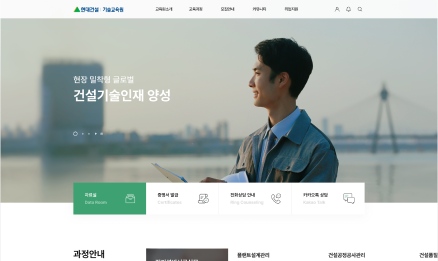 현대건설 기술교육원
교육원소개
교육과정
모집안내
커뮤니티
취업지원
현장 밀착형 글로벌
건설기술인재 양성
자료실
Data Room
증명서 발급
Certificates
전화상담 안내
Ring Counseling
카카오톡 상담
Kakao Talk
과정안내
플랜트설계관리
건설공정공사관리
건설품질